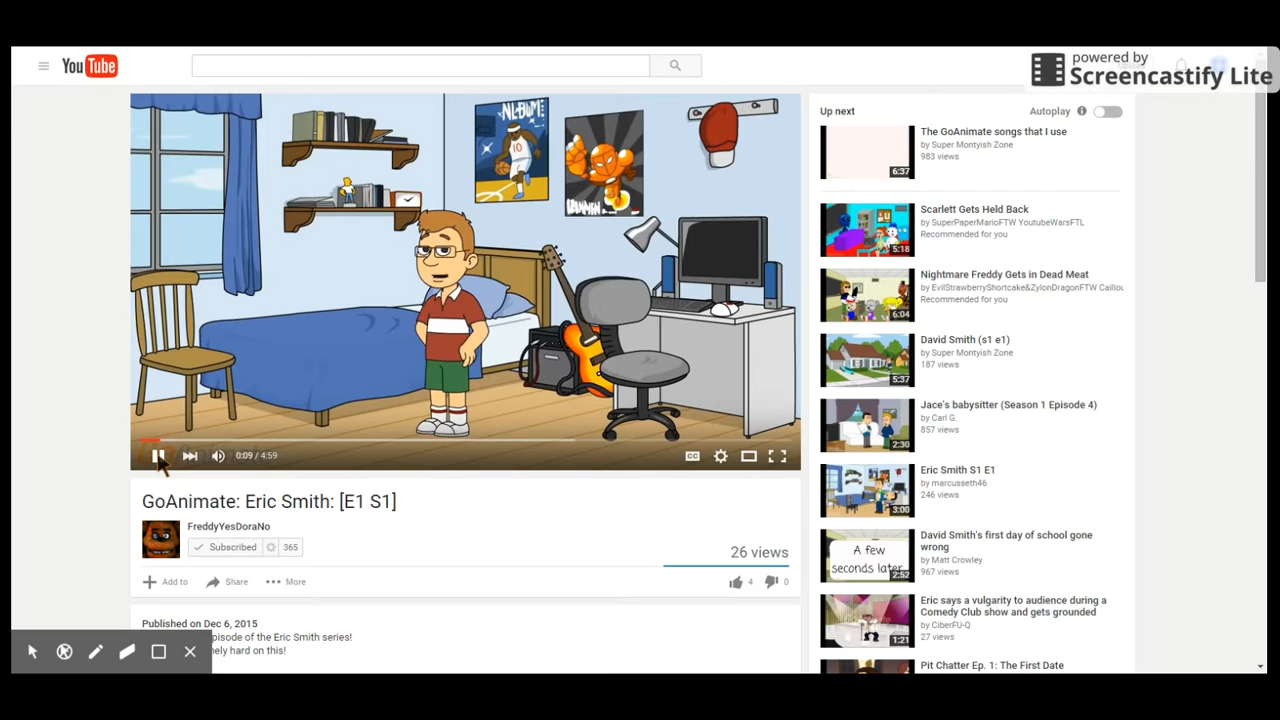 powered by
Screencastify Lite
YouTube
NLBDM
10
0:09 / 4:59
CC
GoAnimate: Eric Smith: [E1 S1]
FreddyYesDoraNo
Subscribed 365
26 views
Add to Share More 4 0
Published on Dec 6, 2015
pisode of the Eric Smith series!
nely hard on this!
Up next Autoplay
The GoAnimate songs that I use
by Super Montyish Zone
983 views
6:37
Scarlett Gets Held Back
by SuperPaperMarioFTW YoutubeWarsFTL
Recommended for you
5:18
Nightmare Freddy Gets in Dead Meat
by EvilStrawberryShortcake&ZylonDragonFTW Caillou
Recommended for you
6:04
David Smith (s1 e1)
by Super Montyish Zone
187 views
5:37
Jace's babysitter (Season 1 Episode 4)
by Carl G.
857 views
2:30
Eric Smith S1 E1
by marcusseth46
246 views
3:00
David Smith's first day of school gone
wrong
by Matt Crowley
967 views
A few
seconds later
2:52
Eric says a vulgarity to audience during a
Comedy Club show and gets grounded
by CiberFU-Q
27 views
1:21
Pit Chatter Ep. 1: The First Date